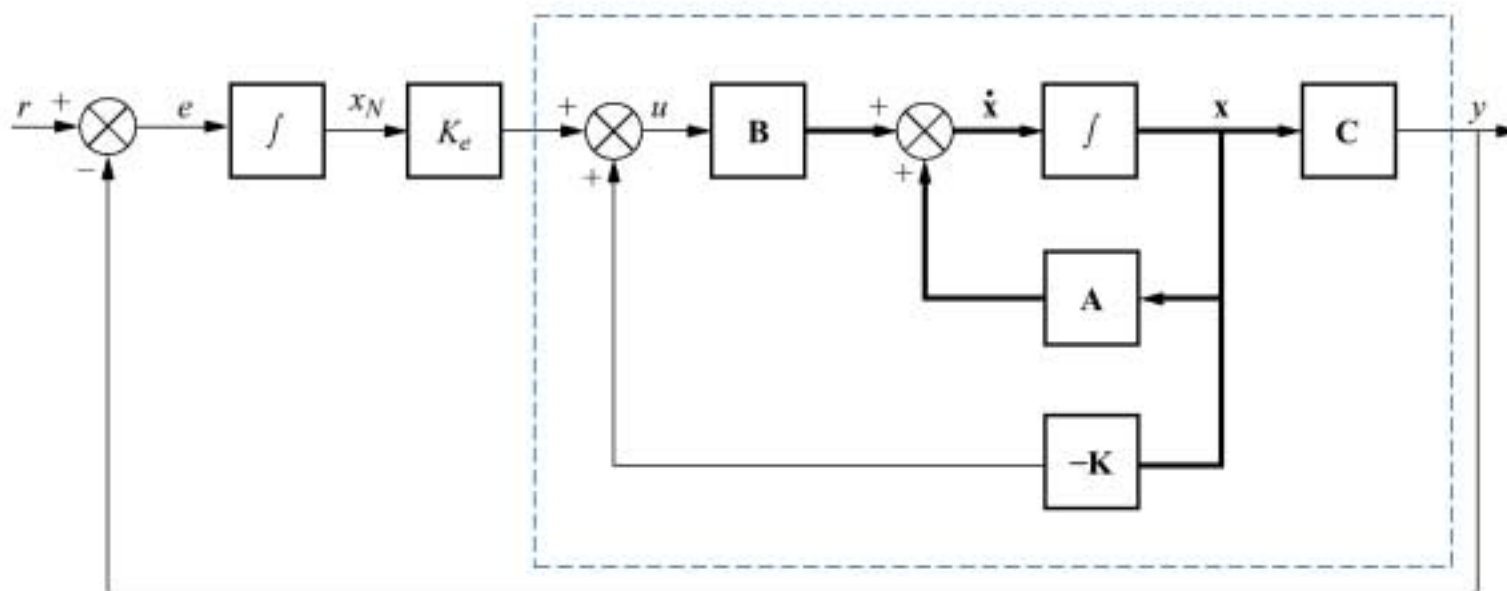 r + − e ∫ x_N K_e + + u B + + ẋ ∫ x C y
A
−K